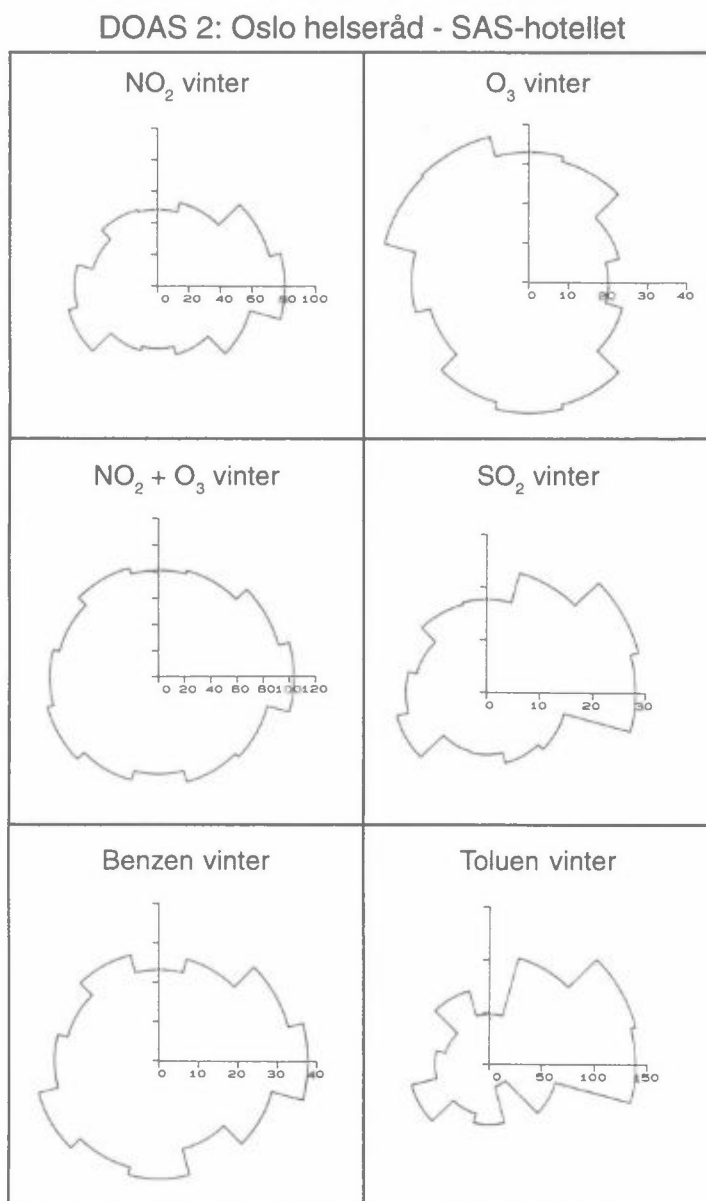 DOAS 2: Oslo helseråd - SAS-hotellet
NO₂ vinter
0 20 40 60 80 100
O₃ vinter
0 10 20 30 40
NO₂ + O₃ vinter
0 20 40 60 80 100 120
SO₂ vinter
0 10 20 30
Benzen vinter
0 10 20 30 40
Toluen vinter
0 50 100 150